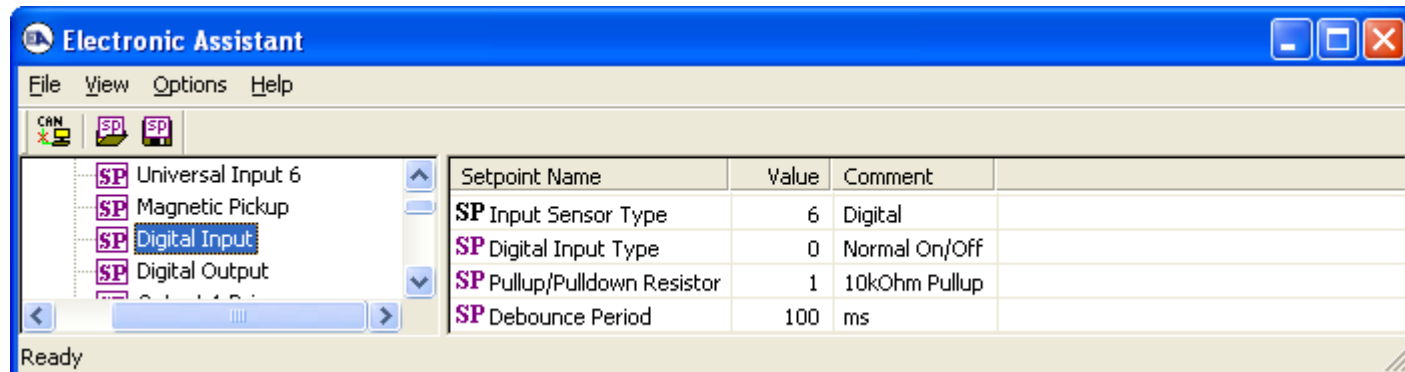 EA Electronic Assistant
File View Options Help
CAN SP SP
SP Universal Input 6
SP Magnetic Pickup
SP Digital Input
SP Digital Output
Setpoint Name Value Comment
SP Input Sensor Type 6 Digital
SP Digital Input Type 0 Normal On/Off
SP Pullup/Pulldown Resistor 1 10kOhm Pullup
SP Debounce Period 100 ms
Ready